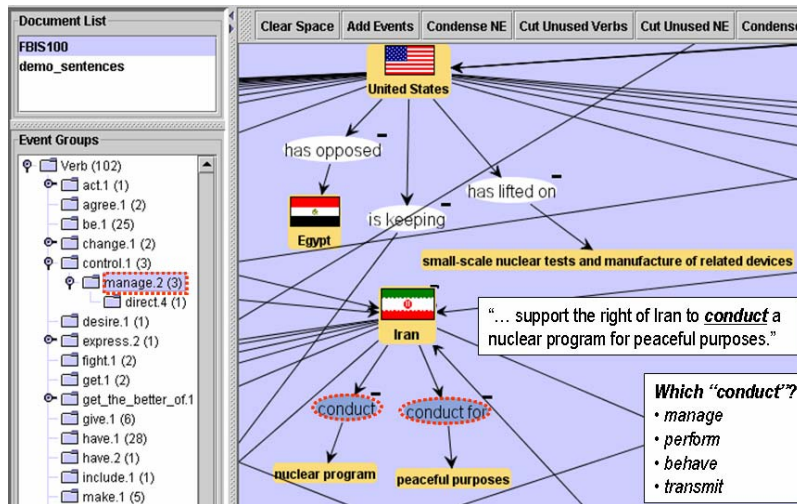 Document List
FBIS100
demo_sentences
Event Groups
Verb (102)
act.1 (1)
agree.1 (2)
be.1 (25)
change.1 (2)
control.1 (3)
manage.2 (3)
direct.4 (1)
desire.1 (1)
express.2 (1)
fight.1 (2)
get.1 (2)
get_the_better_of.1
give.1 (6)
have.1 (28)
have.2 (1)
include.1 (1)
make.1 (5)
Clear Space Add Events Condense NE Cut Unused Verbs Cut Unused NE Condense
United States
has opposed
has lifted on
is keeping
Egypt
small-scale nuclear tests and manufacture of related devices
Iran
“... support the right of Iran to conduct a
nuclear program for peaceful purposes.”
conduct
conduct for
nuclear program
peaceful purposes
Which “conduct”?
• manage
• perform
• behave
• transmit